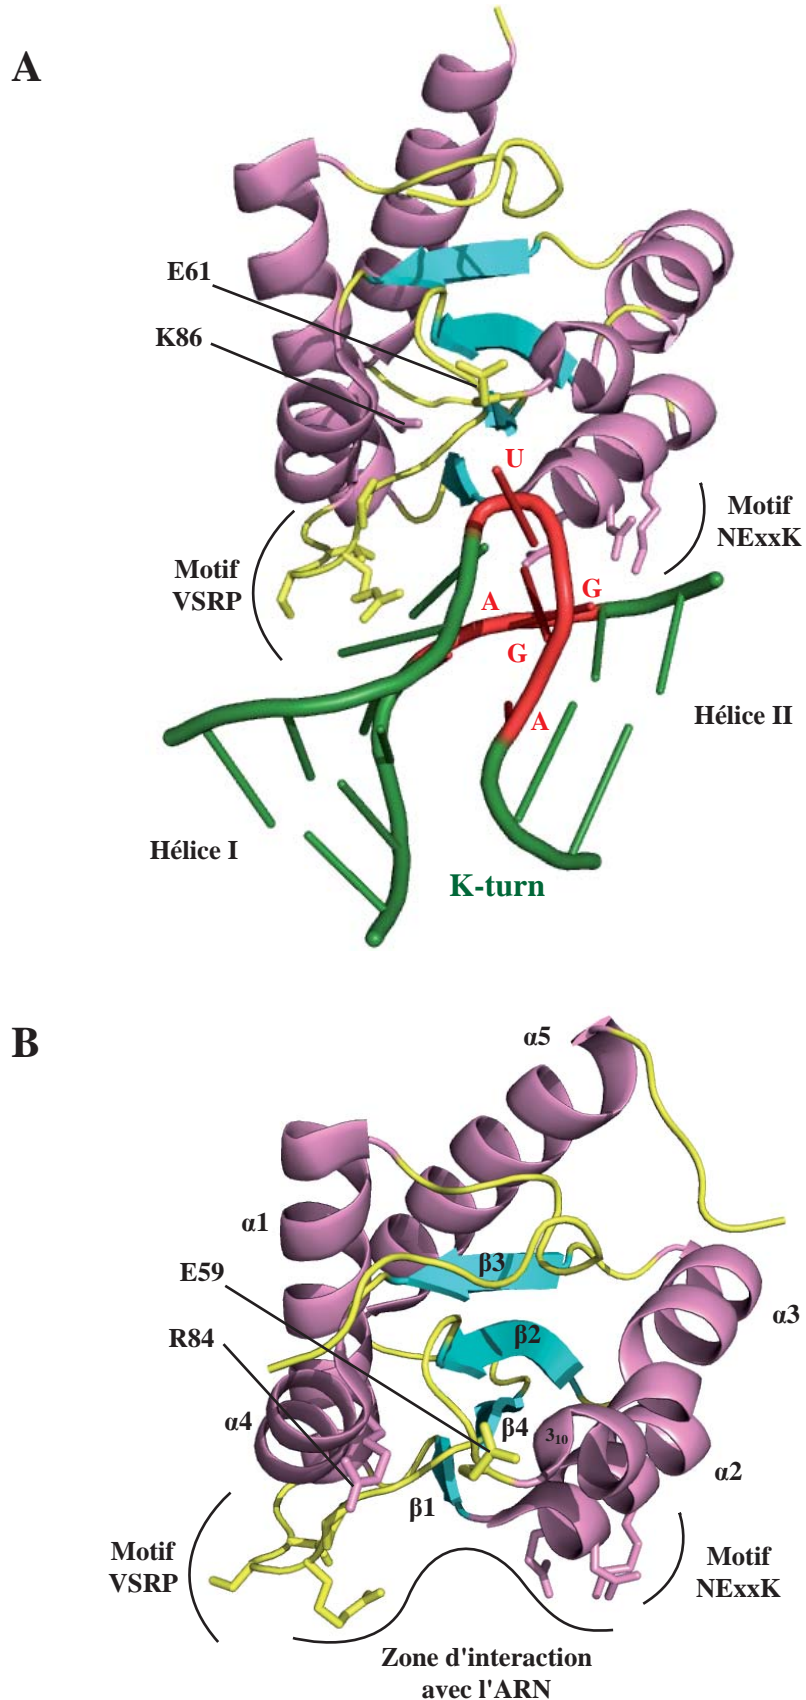 A
E61
K86
U
Motif
NExxK
Motif
VSRP
A
G
G
A
Hélice II
Hélice I
K-turn
B
α5
α1
E59
β3
α3
R84
β2
α4
β4
3₁₀
α2
β1
Motif
VSRP
Motif
NExxK
Zone d'interaction
avec l'ARN